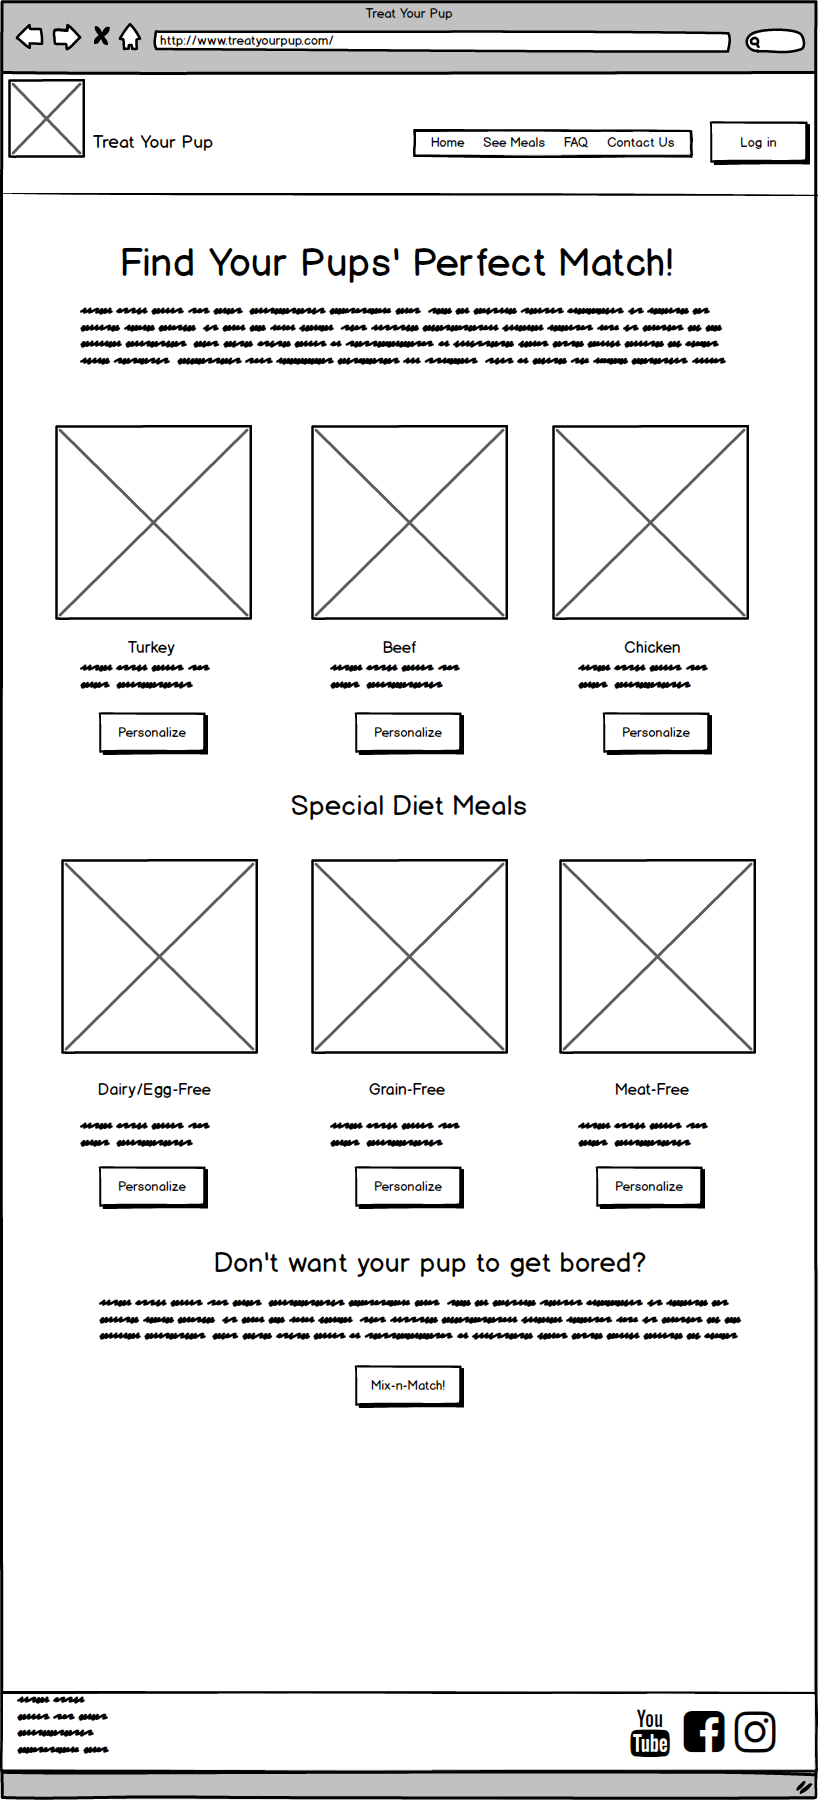 Treat Your Pup
http://www.treatyourpup.com/
Treat Your Pup
Home See Meals FAQ Contact Us
Log in
Find Your Pups' Perfect Match!
Turkey Beef Chicken
Personalize Personalize Personalize
Special Diet Meals
Dairy/Egg-Free Grain-Free Meat-Free
Personalize Personalize Personalize
Don't want your pup to get bored?
Mix-n-Match!
You
Tube